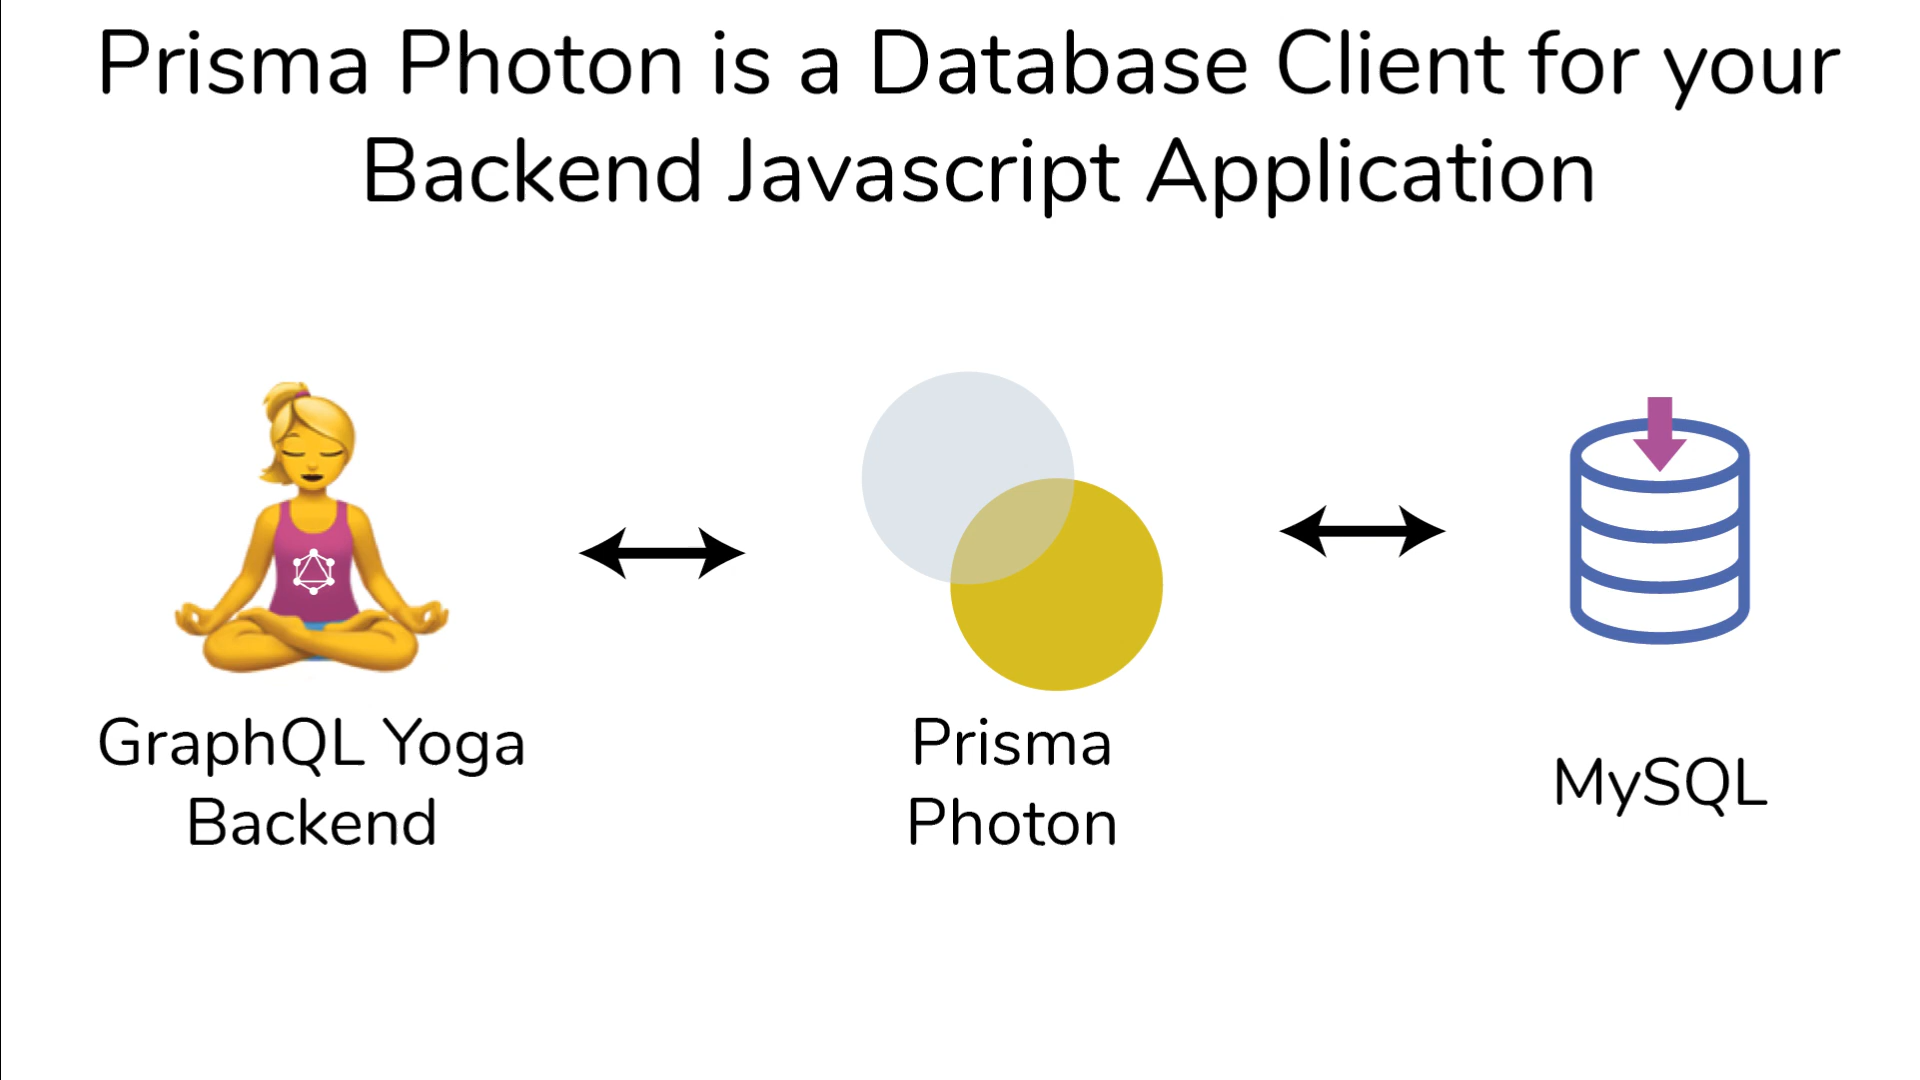 Prisma Photon is a Database Client for your
Backend Javascript Application
GraphQL Yoga
Backend
Prisma
Photon
MySQL